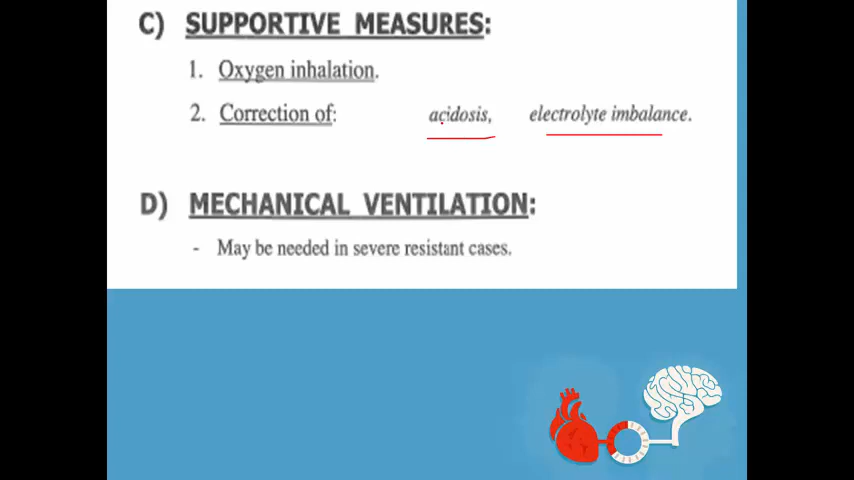 C) SUPPORTIVE MEASURES:
1. Oxygen inhalation.
2. Correction of: acidosis, electrolyte imbalance.
D) MECHANICAL VENTILATION:
- May be needed in severe resistant cases.